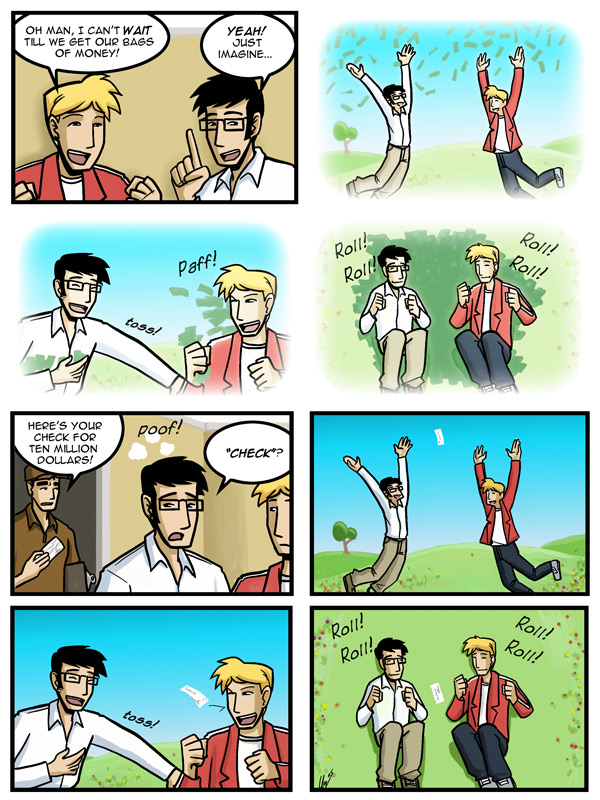 OH MAN, I CAN'T WAIT
TILL WE GET OUR BAGS
OF MONEY!
YEAH!
JUST
IMAGINE...
toss!
Paff!
Roll!
Roll!
Roll!
Roll!
HERE'S YOUR
CHECK FOR
TEN MILLION
DOLLARS!
poof!
"CHECK"?
toss!
Roll!
Roll!
Roll!
Roll!